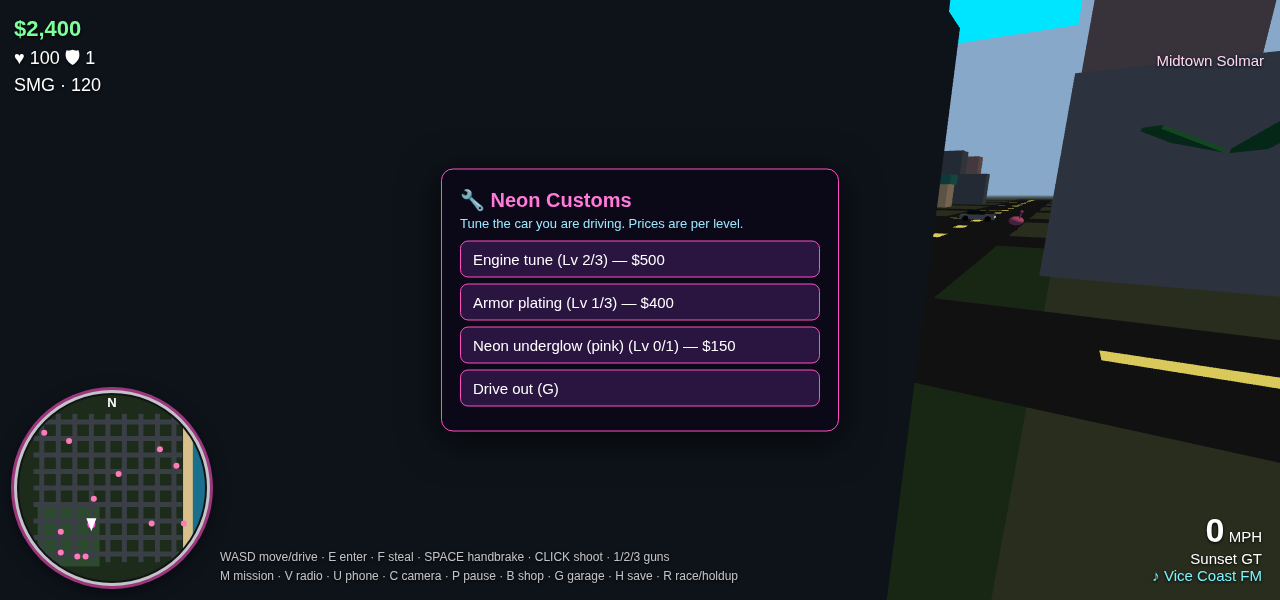 $2,400
♥ 100 🛡 1
SMG · 120
Midtown Solmar
🔧 Neon Customs
Tune the car you are driving. Prices are per level.
Engine tune (Lv 2/3) — $500
Armor plating (Lv 1/3) — $400
Neon underglow (pink) (Lv 0/1) — $150
Drive out (G)
N
WASD move/drive · E enter · F steal · SPACE handbrake · CLICK shoot · 1/2/3 guns
M mission · V radio · U phone · C camera · P pause · B shop · G garage · H save · R race/holdup
0 MPH
Sunset GT
♪ Vice Coast FM